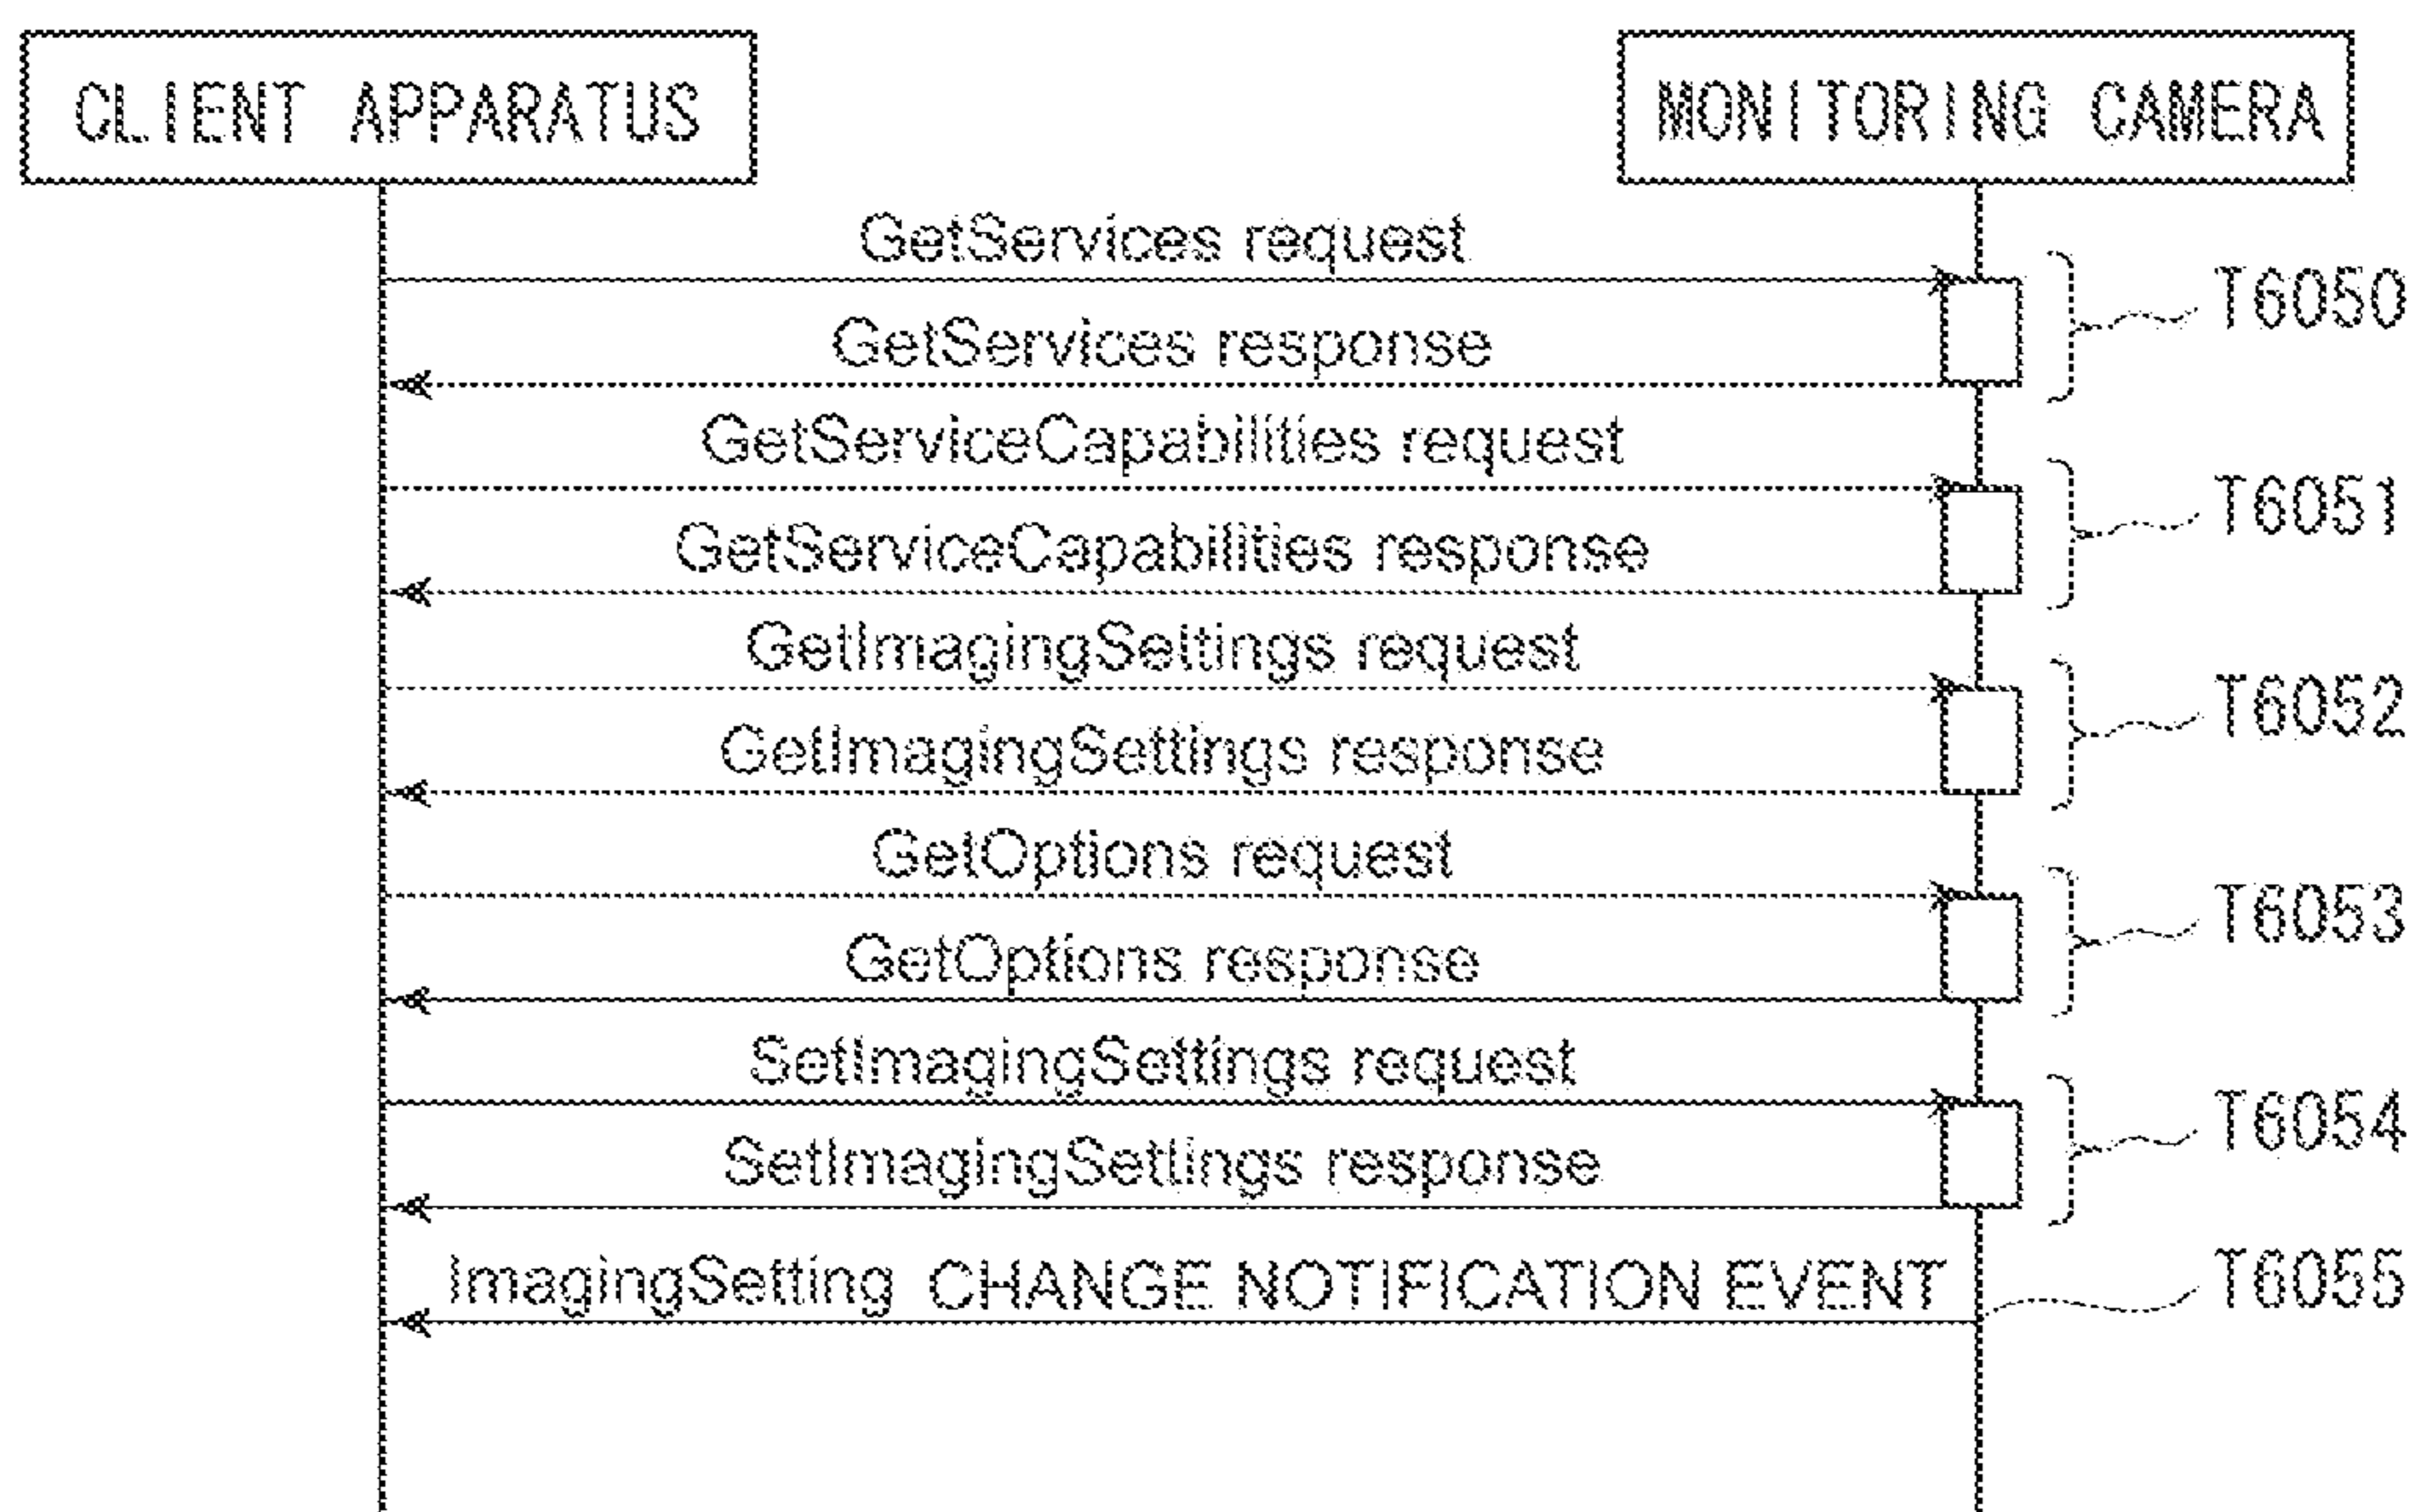 CLIENT APPARATUS
MONITORING CAMERA
GetServices request
T6050
GetServices response
GetServiceCapabilities request
T6051
GetServiceCapabilities response
GetImagingSettings request
T6052
GetImagingSettings response
GetOptions request
T6053
GetOptions response
SetImagingSettings request
T6054
SetImagingSettings response
ImagingSetting CHANGE NOTIFICATION EVENT
T6055